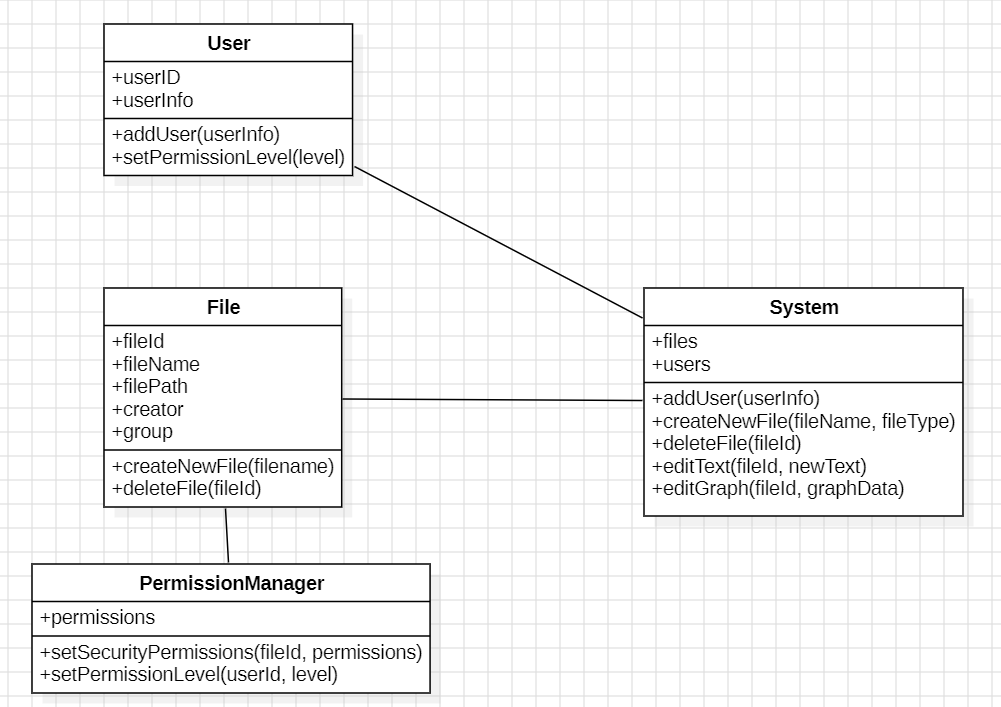 User
+userID
+userInfo
+addUser(userInfo)
+setPermissionLevel(level)
File
+fileId
+fileName
+filePath
+creator
+group
+createNewFile(filename)
+deleteFile(fileId)
System
+files
+users
+addUser(userInfo)
+createNewFile(fileName, fileType)
+deleteFile(fileId)
+editText(fileId, newText)
+editGraph(fileId, graphData)
PermissionManager
+permissions
+setSecurityPermissions(fileId, permissions)
+setPermissionLevel(userId, level)